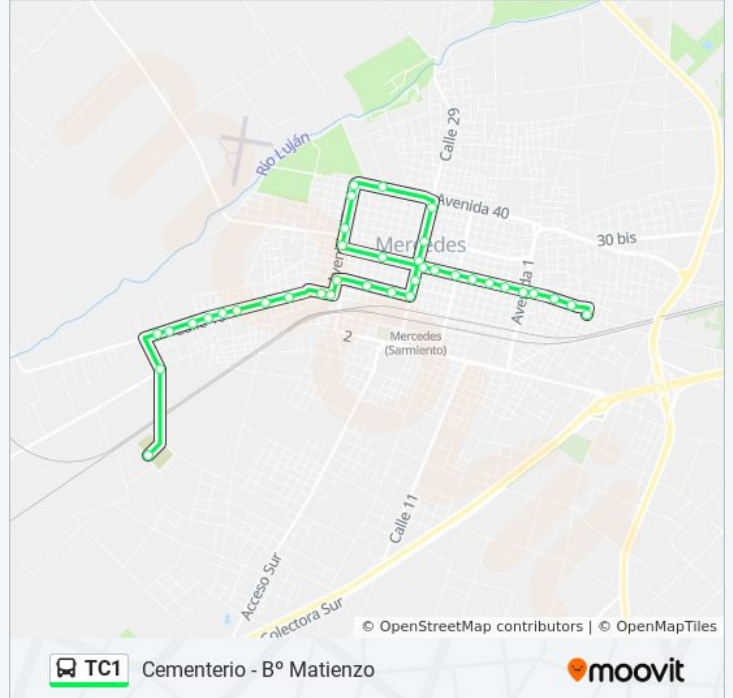 Calle 29
Río Luján
Avenida 40
Mercedes
30 bis
Avenida 1
Mercedes
(Sarmiento)
2
Calle 11
Acceso Sur
Colectora Sur
© OpenStreetMap contributors | © OpenMapTiles
TC1 Cementerio - Bº Matienzo
moovit